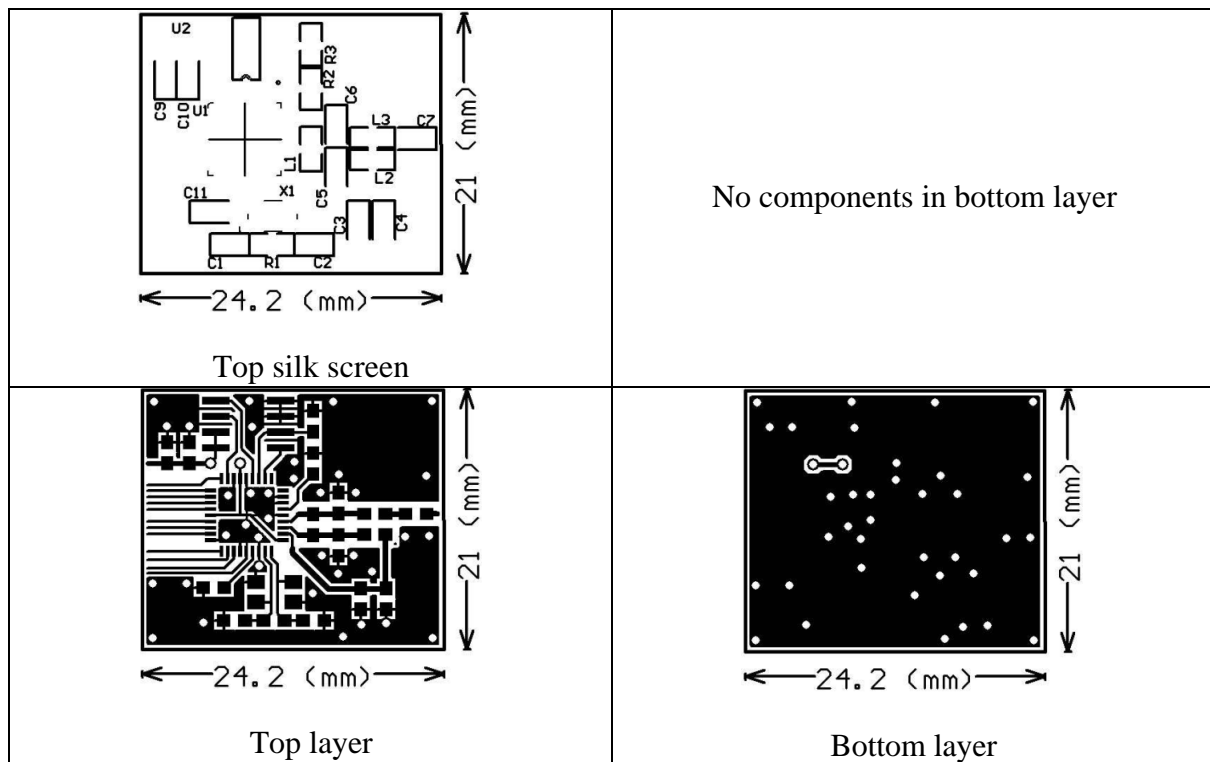 U2
R3
R2
C6
C9
C10
U1
L3
C7
L1
L2
C5
C11
X1
C3
C4
C1
R1
C2
21 (mm)
24.2 (mm)
Top silk screen
No components in bottom layer
21 (mm)
24.2 (mm)
Top layer
21 (mm)
24.2 (mm)
Bottom layer